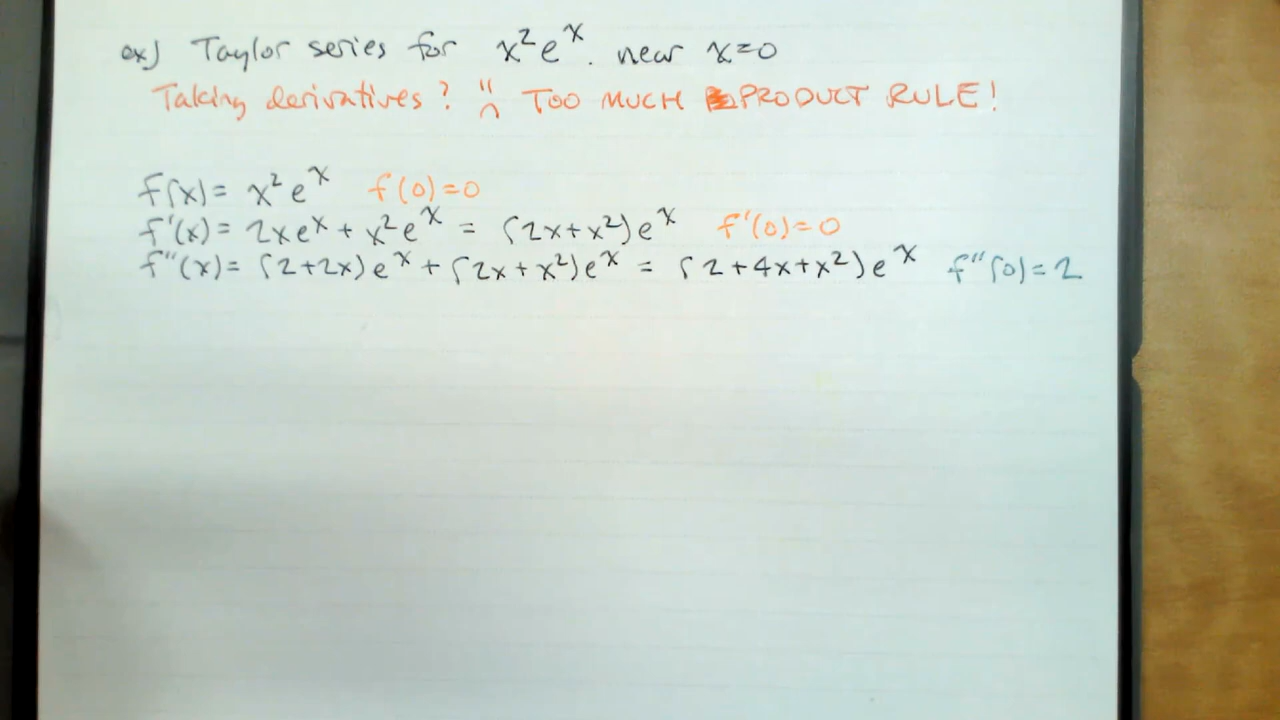 ex) Taylor series for x²eˣ. near x=0
Taking derivatives? TOO MUCH PRODUCT RULE!
f(x) = x²eˣ f(0)=0
f'(x) = 2xeˣ + x²eˣ = (2x+x²)eˣ f'(0)=0
f''(x) = (2+2x)eˣ + (2x+x²)eˣ = (2+4x+x²)eˣ f''(0)=2